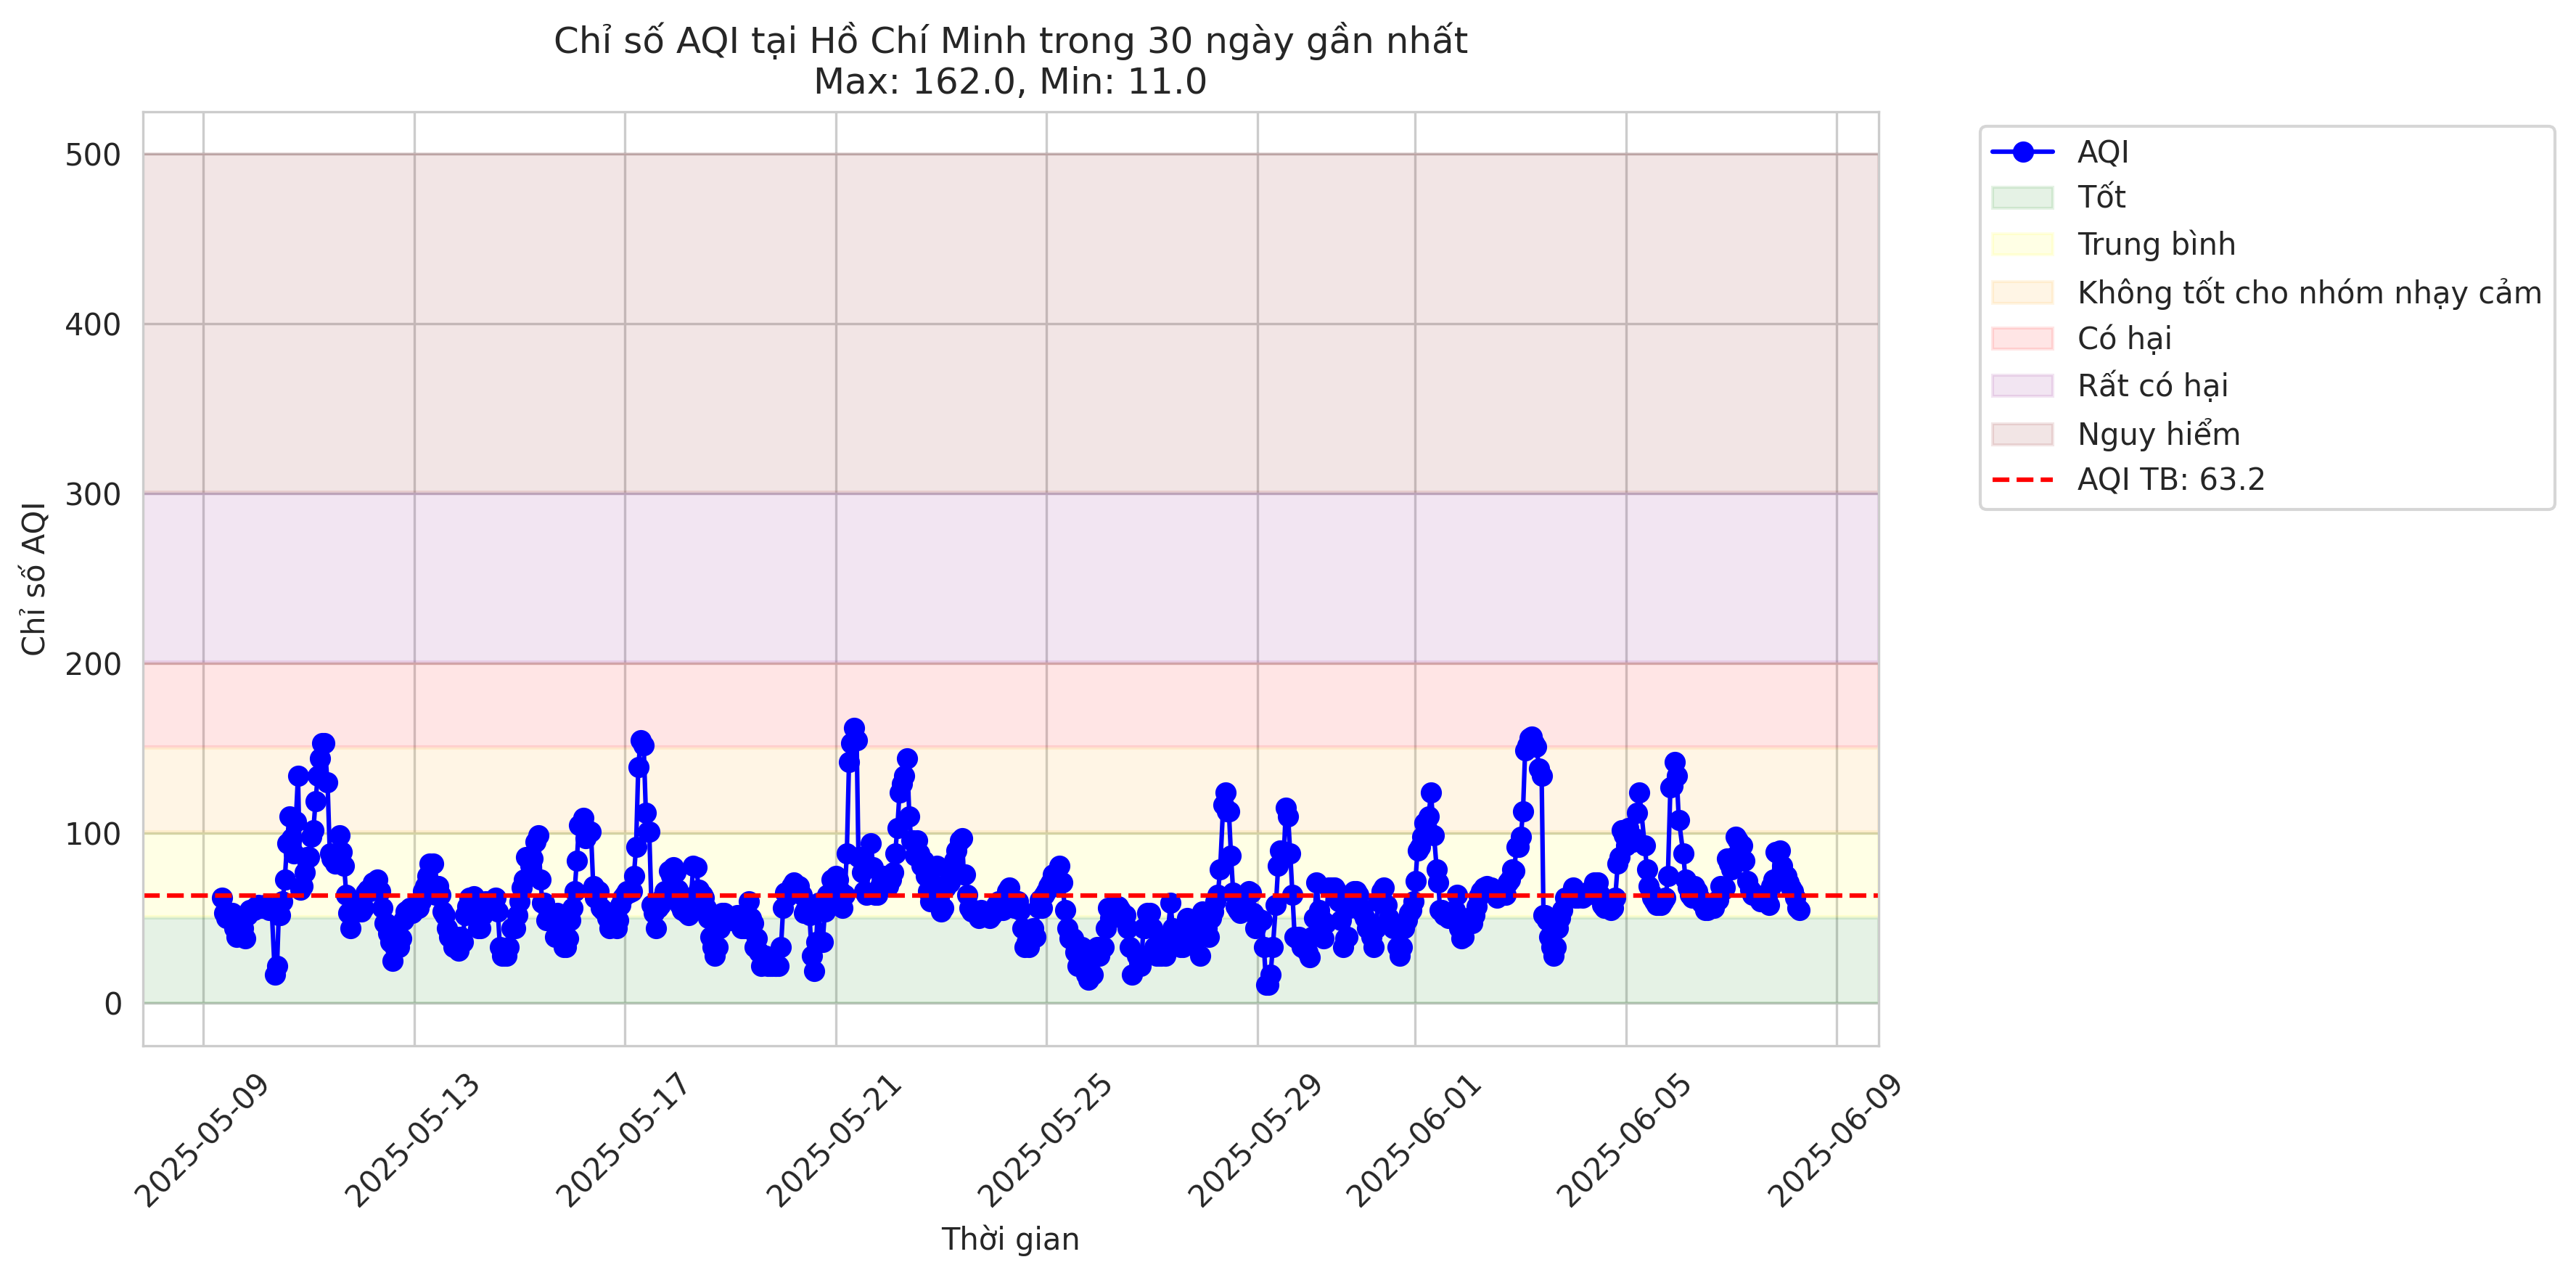 Chỉ số AQI tại Hồ Chí Minh trong 30 ngày gần nhất
Max: 162.0, Min: 11.0
Chỉ số AQI
500
400
300
200
100
0
2025-05-09
2025-05-13
2025-05-17
2025-05-21
2025-05-25
2025-05-29
2025-06-01
2025-06-05
2025-06-09
Thời gian
AQI
Tốt
Trung bình
Không tốt cho nhóm nhạy cảm
Có hại
Rất có hại
Nguy hiểm
AQI TB: 63.2